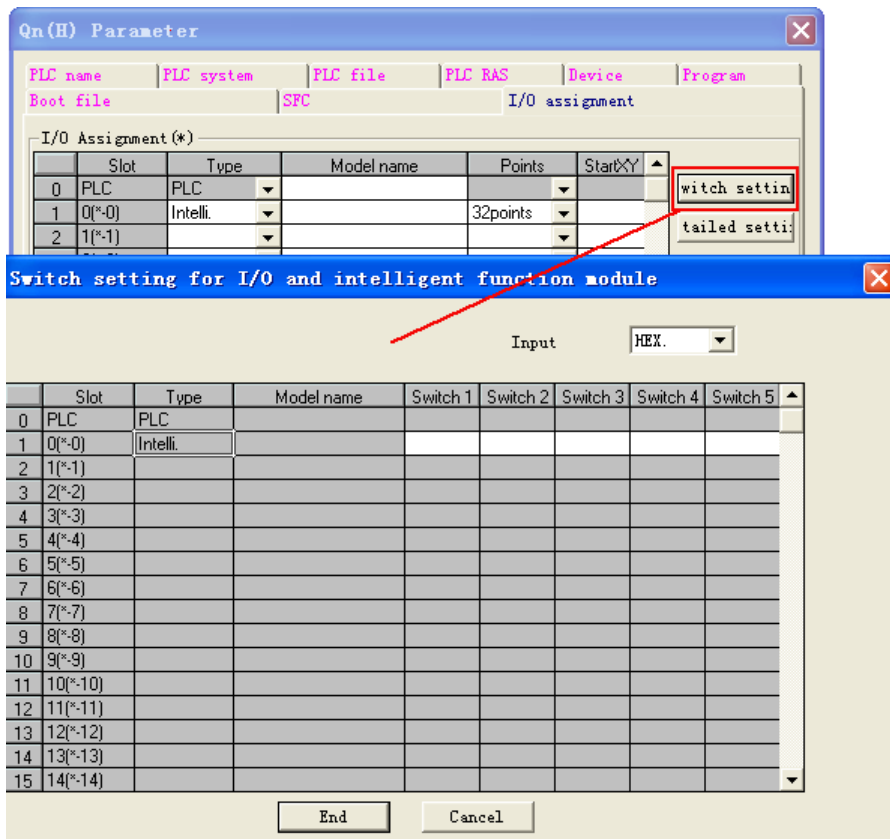 Qn(H) Parameter
PLC name PLC system PLC file PLC RAS Device Program
Boot file SFC I/O assignment
I/O Assignment(*)
Slot Type Model name Points StartXY
0 PLC PLC
1 0(*-0) Intelli. 32points
2 1(*-1)
witch settin
tailed setti
Switch setting for I/O and intelligent function module
Input HEX.
Slot Type Model name Switch 1 Switch 2 Switch 3 Switch 4 Switch 5
0 PLC PLC
1 0(*-0) Intelli.
2 1(*-1)
3 2(*-2)
4 3(*-3)
5 4(*-4)
6 5(*-5)
7 6(*-6)
8 7(*-7)
9 8(*-8)
10 9(*-9)
11 10(*-10)
12 11(*-11)
13 12(*-12)
14 13(*-13)
15 14(*-14)
End Cancel